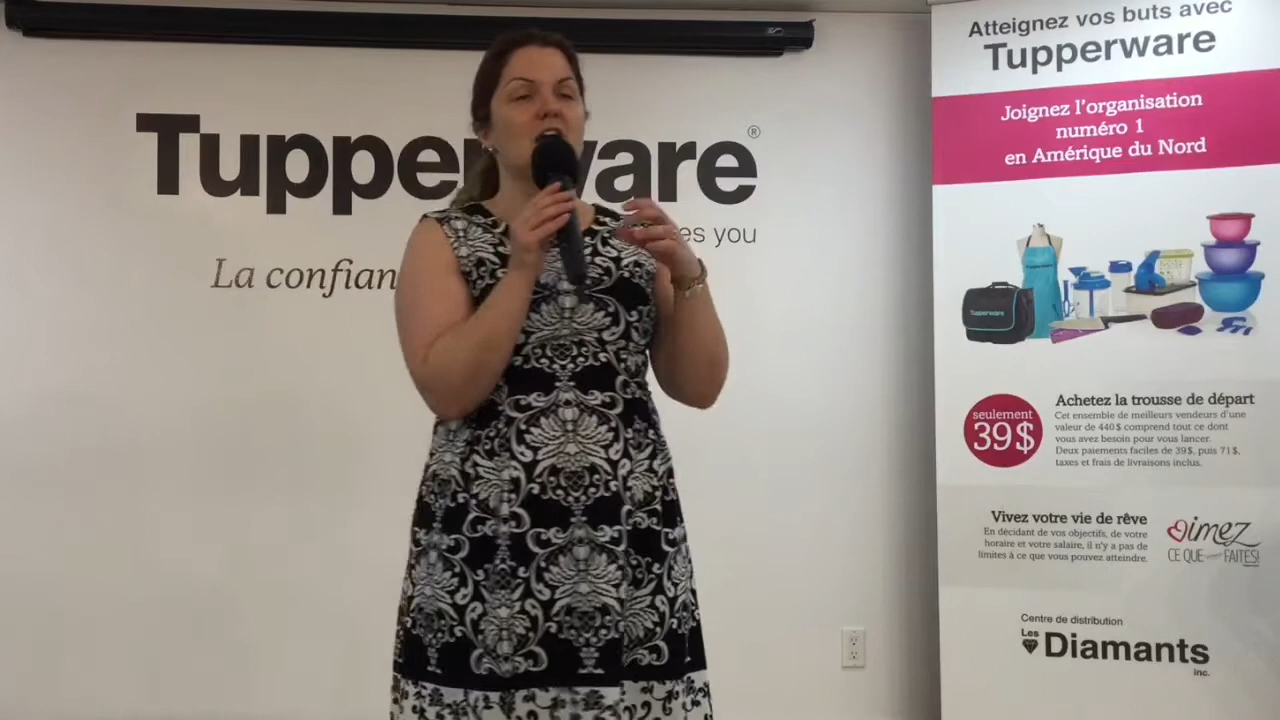 Tupperware®
es you
La confian
Atteignez vos buts avec
Tupperware
Joignez l'organisation
numéro 1
en Amérique du Nord
Tupperware
seulement
39$
Achetez la trousse de départ
Cet ensemble de meilleurs vendeurs d'une
valeur de 440$ comprend tout ce dont
vous avez besoin pour vous lancer.
Deux paiements faciles de 39$, puis 71$,
taxes et frais de livraisons inclus.
Vivez votre vie de rêve
En décidant de vos objectifs, de votre
horaire et votre salaire, il n'y a pas de
limites à ce que vous pouvez atteindre.
aimez
CE QUE FAITES!
Centre de distribution
Les
Diamants
inc.